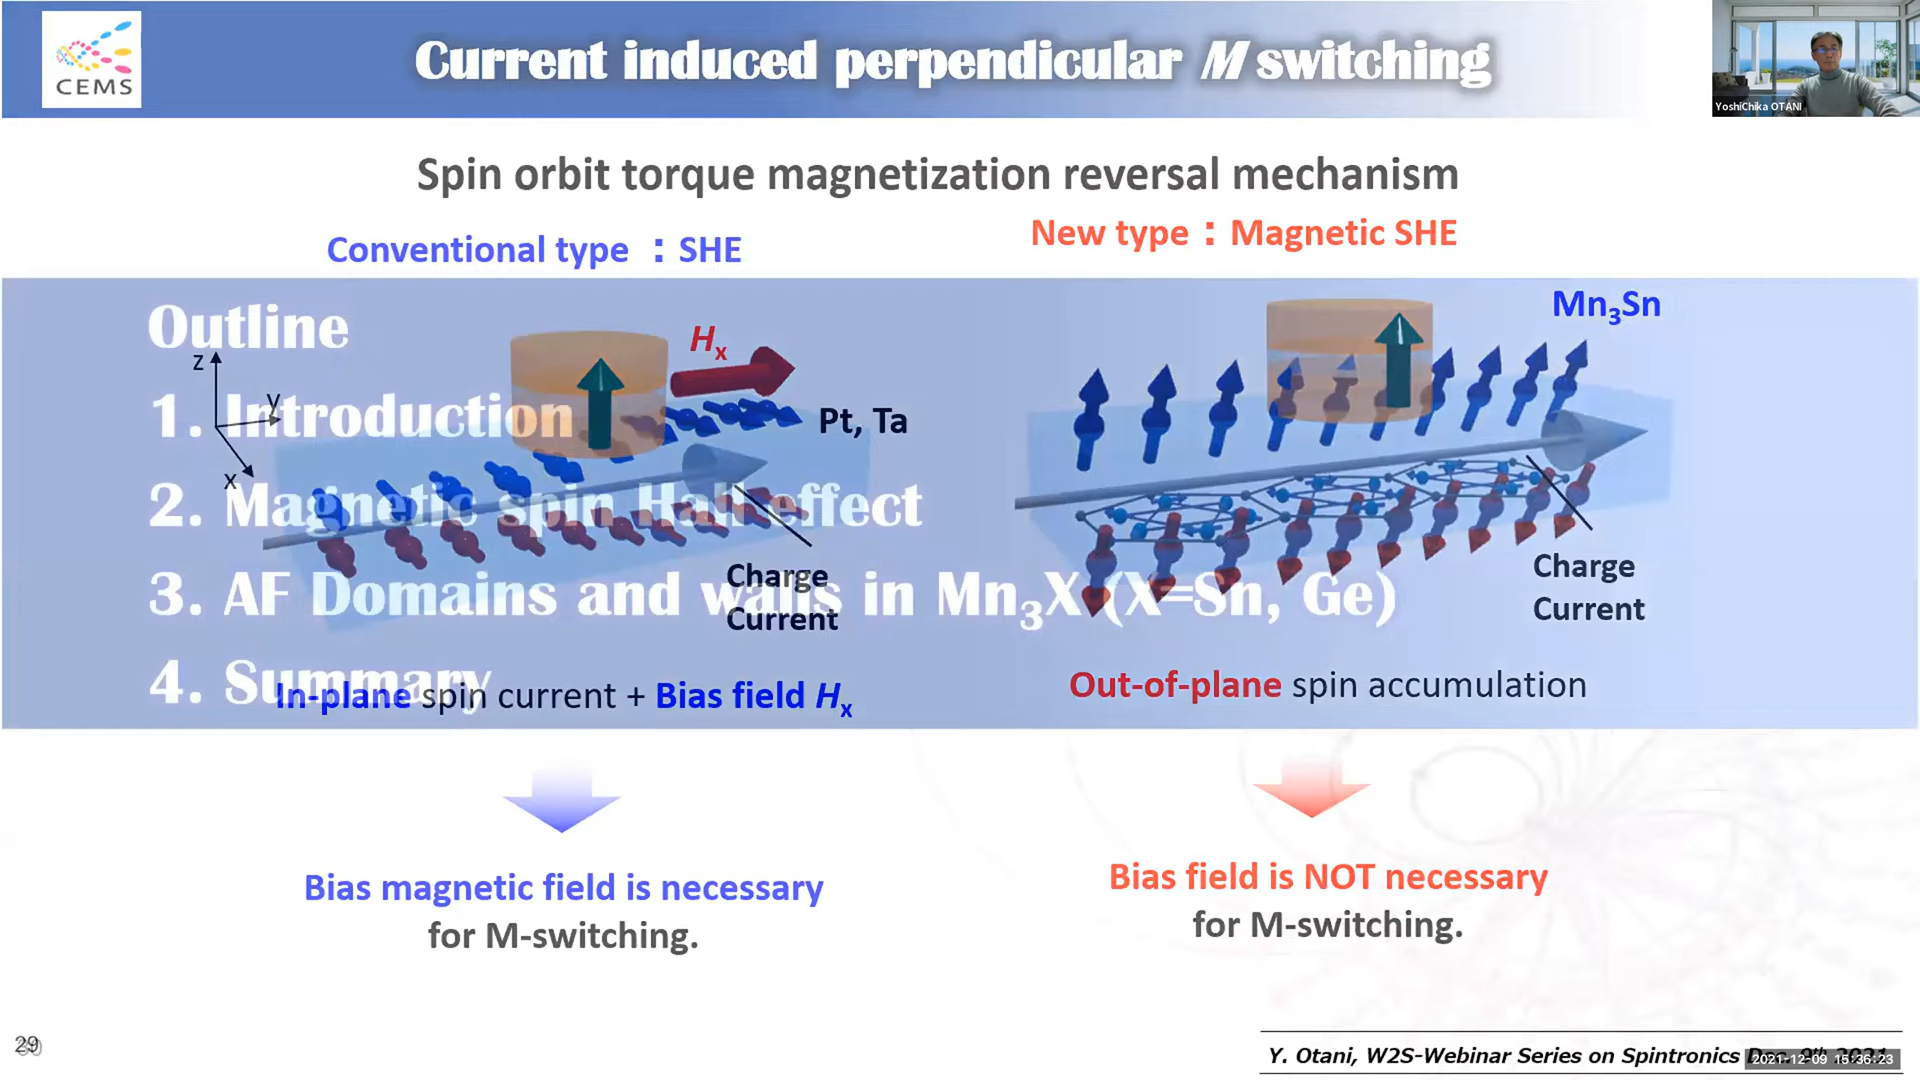 CEMS
Current induced perpendicular M switching
YoshiChika OTANI
Spin orbit torque magnetization reversal mechanism
Conventional type : SHE
New type : Magnetic SHE
Outline
1. Introduction
2. Magnetic spin Hall effect
3. AF Domains and walls in Mn3X (X=Sn, Ge)
4. Summary
z
y
x
Hx
Pt, Ta
Charge
Current
In-plane spin current + Bias field Hx
Mn3Sn
Charge
Current
Out-of-plane spin accumulation
Bias magnetic field is necessary
for M-switching.
Bias field is NOT necessary
for M-switching.
Y. Otani, W2S-Webinar Series on Spintronics
2021-12-09 15:36:23